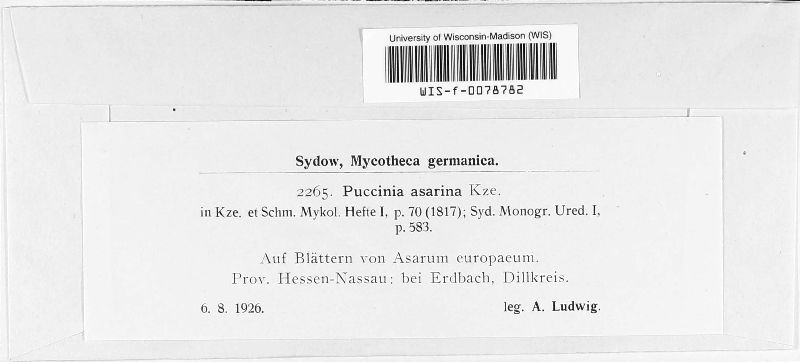 University of Wisconsin-Madison (WIS)
WIS-f-0078782
Sydow, Mycotheca germanica.
2265. Puccinia asarina Kze.
in Kze. et Schm. Mykol. Hefte I, p. 70 (1817); Syd. Monogr. Ured. I,
p. 583.
Auf Blättern von Asarum europaeum.
Prov. Hessen-Nassau: bei Erdbach, Dillkreis.
6. 8. 1926. leg. A. Ludwig.